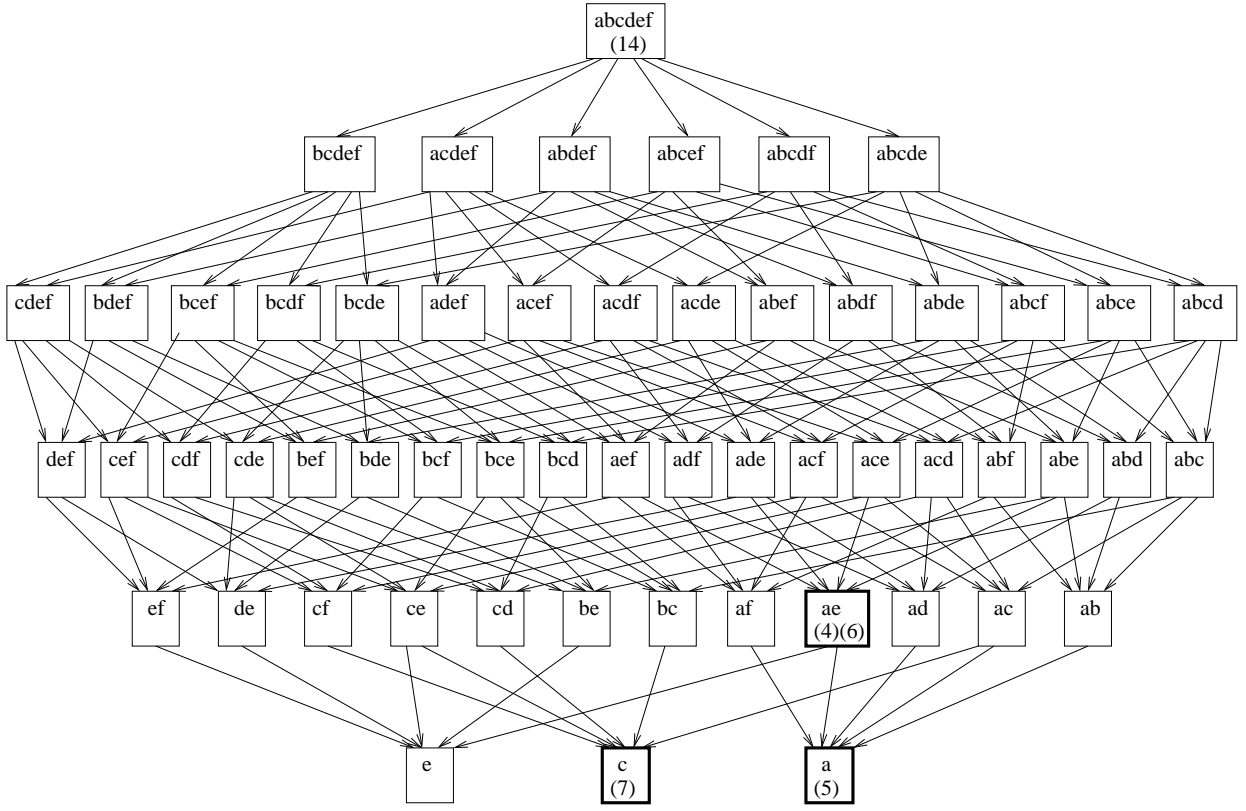 abcdef
(14)
bcdef acdef abdef abcef abcdf abcde
cdef bdef bcef bcdf bcde adef acef acdf acde abef abdf abde abcf abce abcd
def cef cdf cde bef bde bcf bce bcd aef adf ade acf ace acd abf abe abd abc
ef de cf ce cd be bc af ae ad ac ab
(4)(6)
e c a
(7) (5)